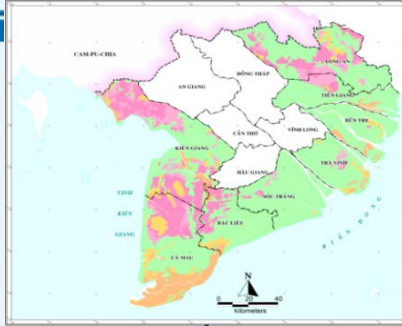 CAM-PU-CHIA
LONG AN
ĐỒNG THÁP
AN GIANG
TIỀN GIANG
BẾN TRE
CẦN THƠ
VĨNH LONG
KIÊN GIANG
TRÀ VINH
HẬU GIANG
SÓC TRĂNG
VỊNH
KIÊN
GIANG
BẠC LIÊU
BIỂN ĐÔNG
CÀ MAU
N
0 20 40
kilometers